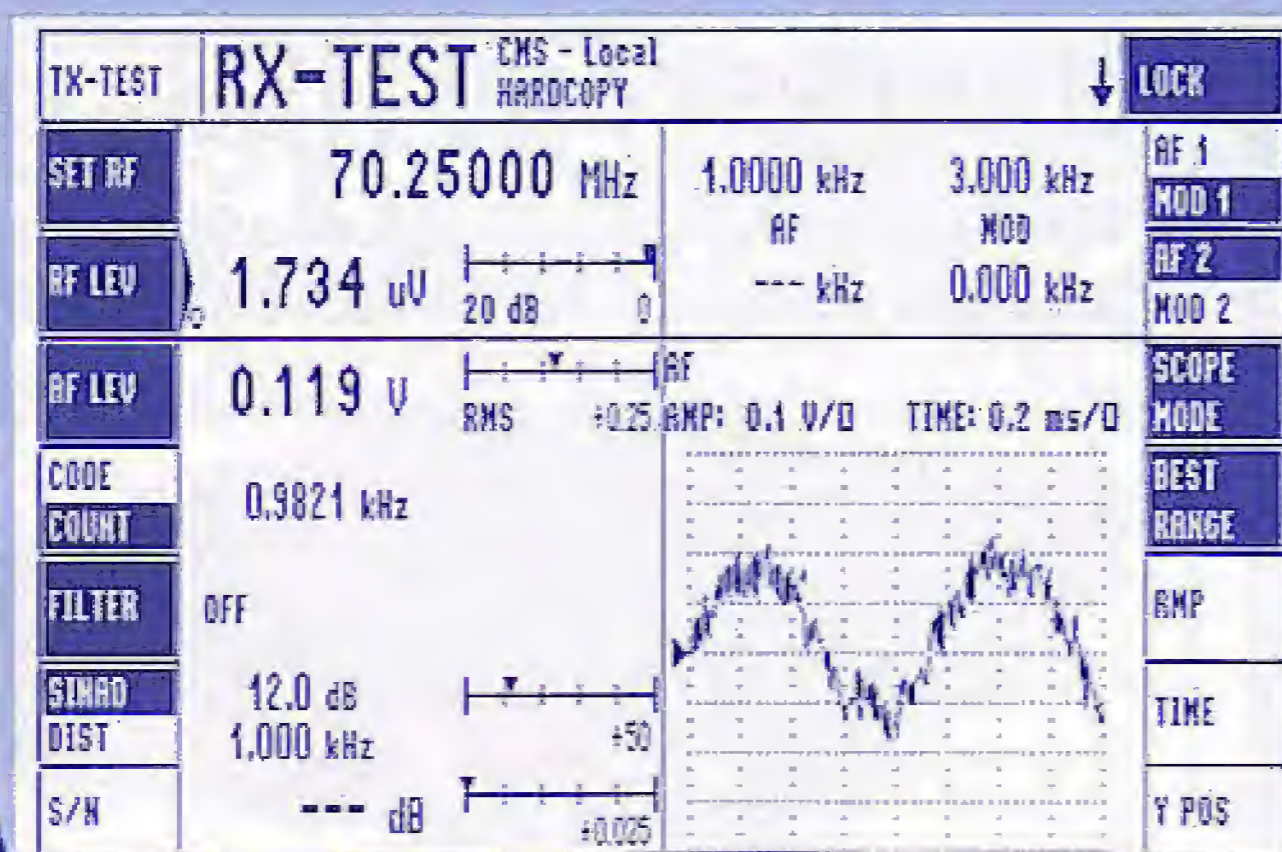 TX-TEST RX-TEST CMS - Local
HARDCOPY
LOCK
SET RF 70.25000 MHz 1.0000 kHz 3.000 kHz AF 1
MOD 1
AF MOD
RF LEV 1.734 uV --- kHz 0.000 kHz AF 2
20 dB 0 MOD 2
AF LEV 0.119 V AF SCOPE
RMS +0.25 AMP: 0.1 V/D TIME: 0.2 ms/D MODE
CODE BEST
COUNT 0.9821 kHz RANGE
FILTER OFF AMP
SINAD 12.0 dB
DIST 1.000 kHz +50 TIME
S/N --- dB Y POS
+0.025